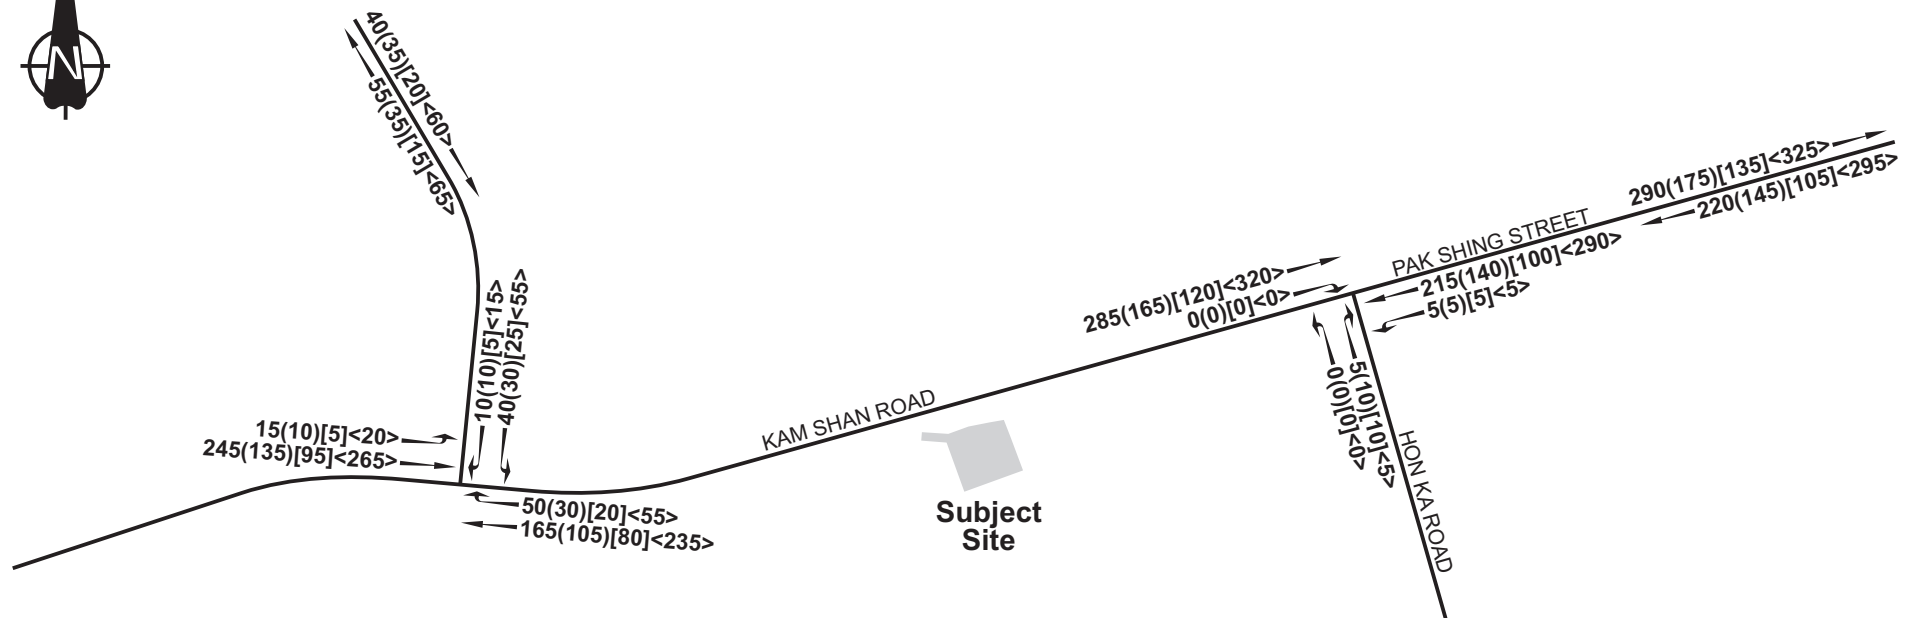 N
40(35)[20]<60>
55(35)[15]<65>
290(175)[135]<325>
220(145)[105]<295>
PAK SHING STREET
215(140)[100]<290>
5(5)[5]<5>
285(165)[120]<320>
0(0)[0]<0>
10(10)[5]<15>
40(30)[25]<55>
5(10)[10]<5>
0(0)[0]<0>
HON KA ROAD
KAM SHAN ROAD
15(10)[5]<20>
245(135)[95]<265>
50(30)[20]<55>
165(105)[80]<235>
Subject
Site